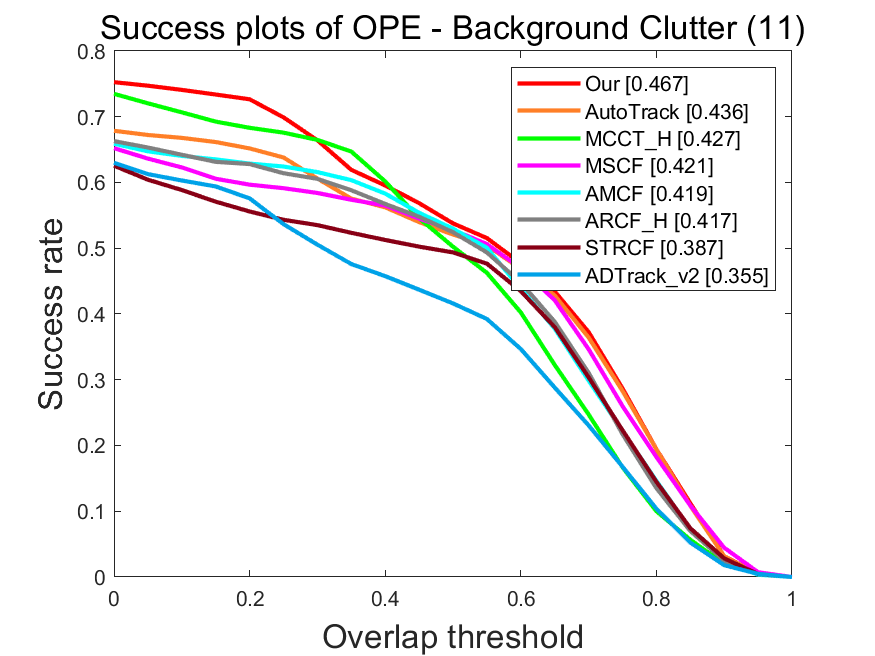 Success plots of OPE - Background Clutter (11)
0.8
0.7
0.6
0.5
0.4
0.3
0.2
0.1
0
Success rate
Our [0.467]
AutoTrack [0.436]
MCCT_H [0.427]
MSCF [0.421]
AMCF [0.419]
ARCF_H [0.417]
STRCF [0.387]
ADTrack_v2 [0.355]
0 0.2 0.4 0.6 0.8 1
Overlap threshold